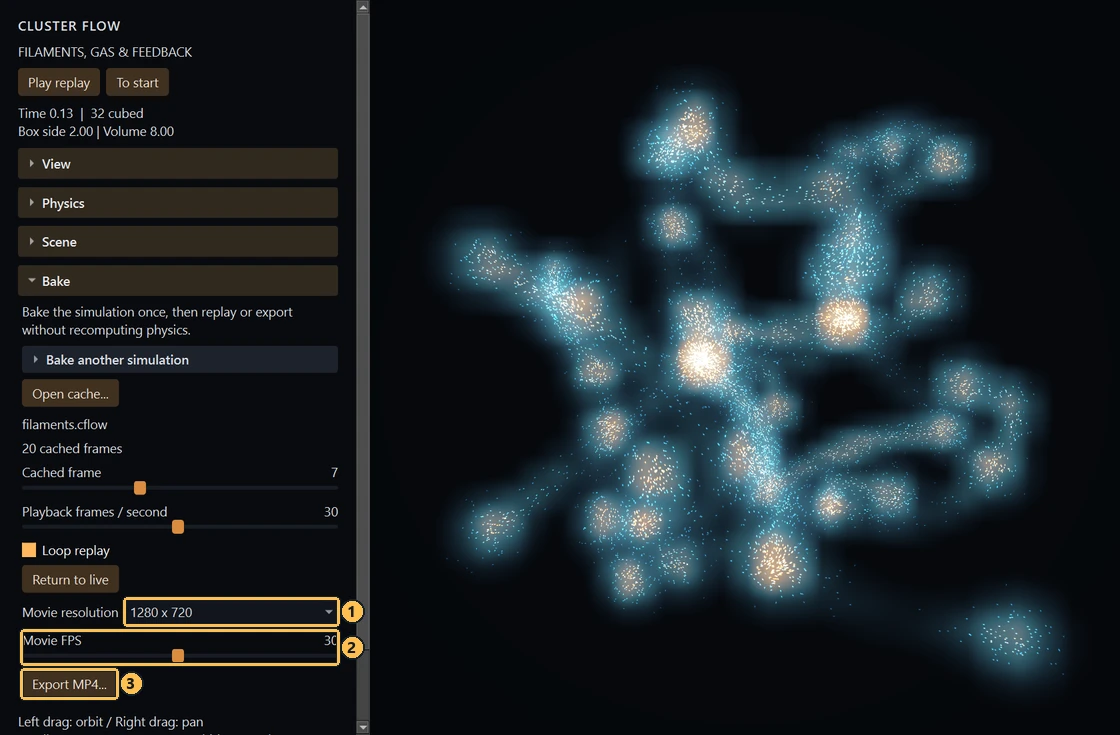 CLUSTER FLOW
FILAMENTS, GAS & FEEDBACK
Play replay To start
Time 0.13 | 32 cubed
Box side 2.00 | Volume 8.00
View
Physics
Scene
Bake
Bake the simulation once, then replay or export
without recomputing physics.
Bake another simulation
Open cache...
filaments.cflow
20 cached frames
Cached frame 7
Playback frames / second 30
Loop replay
Return to live
Movie resolution 1280 x 720 1
Movie FPS 30 2
Export MP4... 3
Left drag: orbit / Right drag: pan